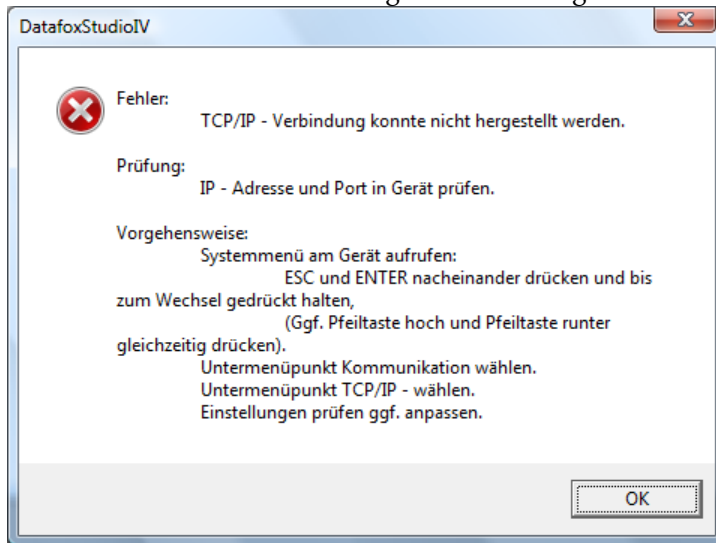 DatafoxStudioIV
Fehler:
TCP/IP - Verbindung konnte nicht hergestellt werden.
Prüfung:
IP - Adresse und Port in Gerät prüfen.
Vorgehensweise:
Systemmenü am Gerät aufrufen:
ESC und ENTER nacheinander drücken und bis
zum Wechsel gedrückt halten,
(Ggf. Pfeiltaste hoch und Pfeiltaste runter
gleichzeitig drücken).
Untermenüpunkt Kommunikation wählen.
Untermenüpunkt TCP/IP - wählen.
Einstellungen prüfen ggf. anpassen.
OK